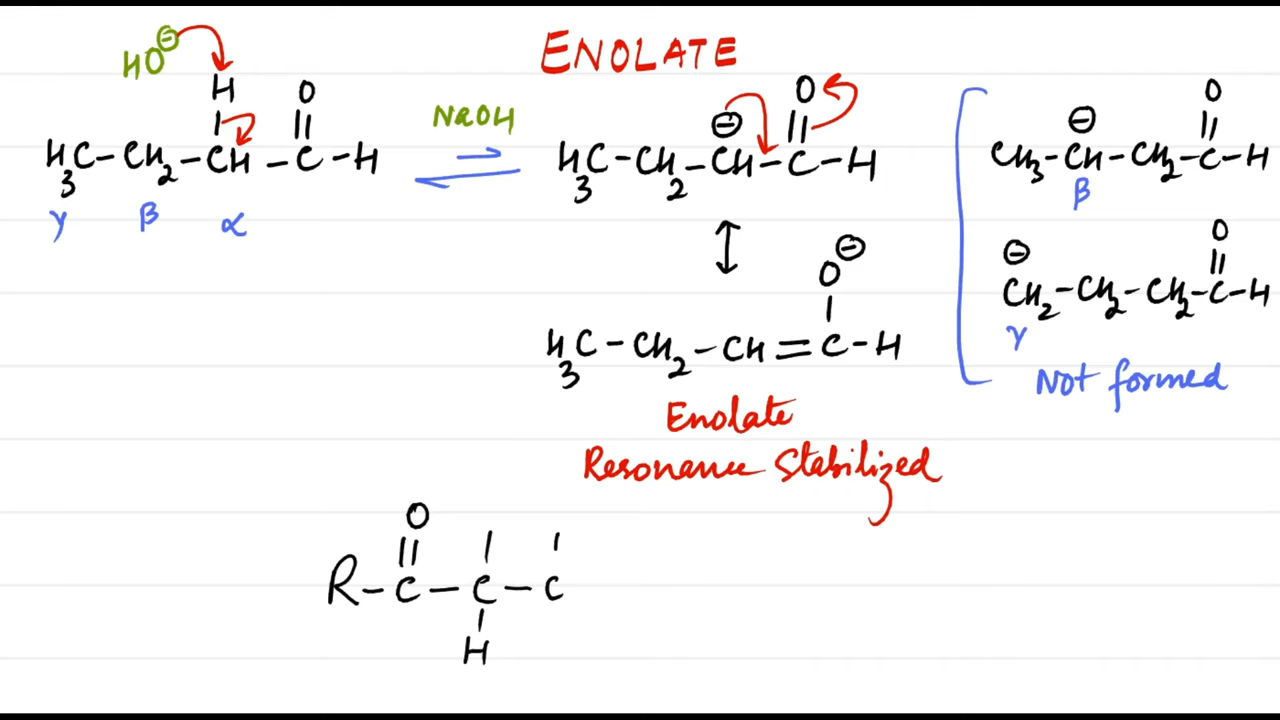 ENOLATE
HO⊖
H O
H₃C-CH₂-CH-C-H
γ β α
NaOH
⊖ O
H₃C-CH₂-CH-C-H
O⊖
H₃C-CH₂-CH=C-H
Enolate
Resonance Stabilized
⊖ O
CH₃-CH-CH₂-C-H
β
⊖ O
CH₂-CH₂-CH₂-C-H
γ
Not formed
O
R-C-C-C
H